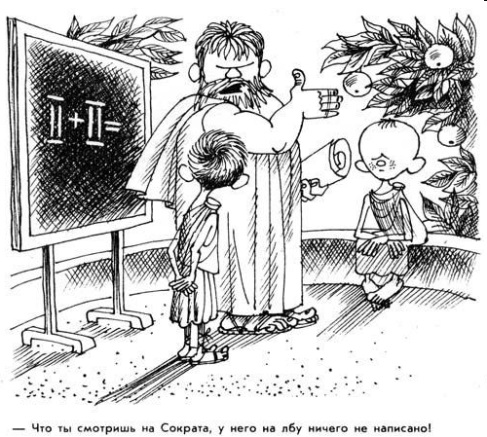 II+II=
— Что ты смотришь на Сократа, у него на лбу ничего не написано!